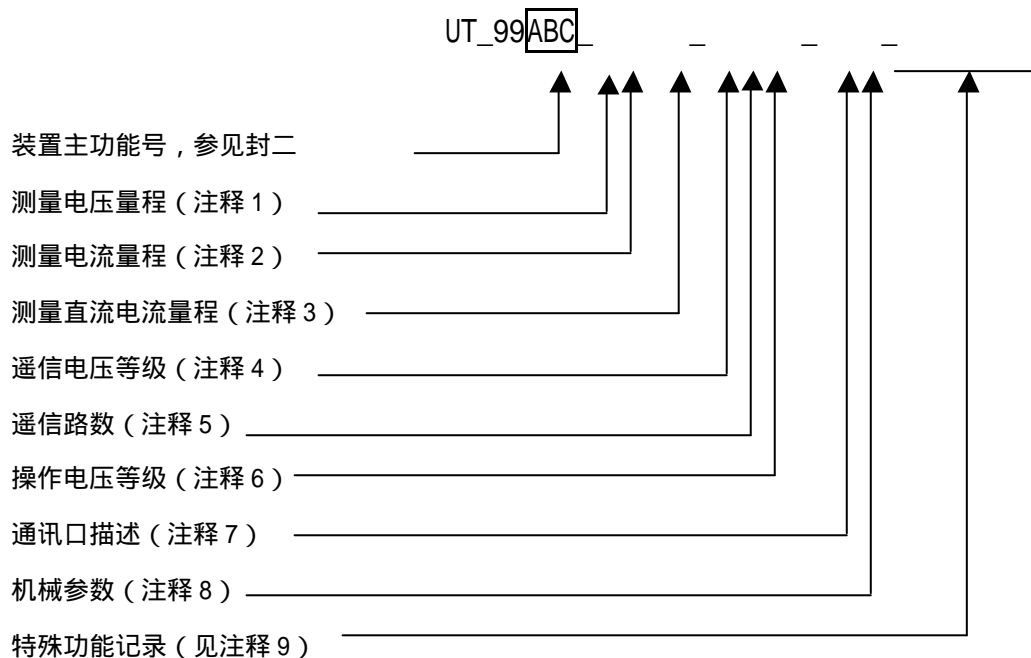 UT_99ABC_ _ _ _
装置主功能号，参见封二
测量电压量程（注释1）
测量电流量程（注释2）
测量直流电流量程（注释3）
遥信电压等级（注释4）
遥信路数（注释5）
操作电压等级（注释6）
通讯口描述（注释7）
机械参数（注释8）
特殊功能记录（见注释9）